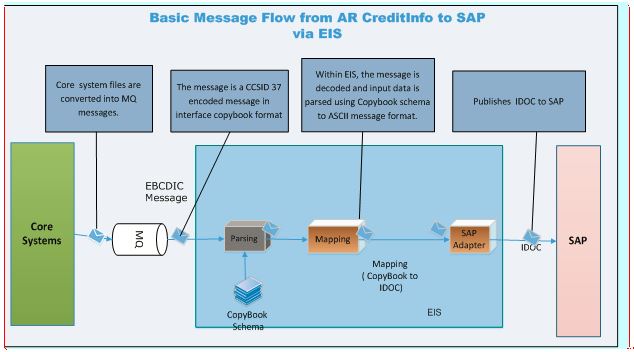 Basic Message Flow from AR CreditInfo to SAP
via EIS
Core system files are
converted into MQ
messages.
The message is a CCSID 37
encoded message in
interface copybook format
Within EIS, the message is
decoded and input data is
parsed using Copybook schema
to ASCII message format.
Publishes IDOC to SAP
EBCDIC
Message
Core
Systems
MQ
Parsing
Mapping
SAP
Adapter
IDOC
SAP
Mapping
( CopyBook to
IDOC)
CopyBook
Schema
EIS